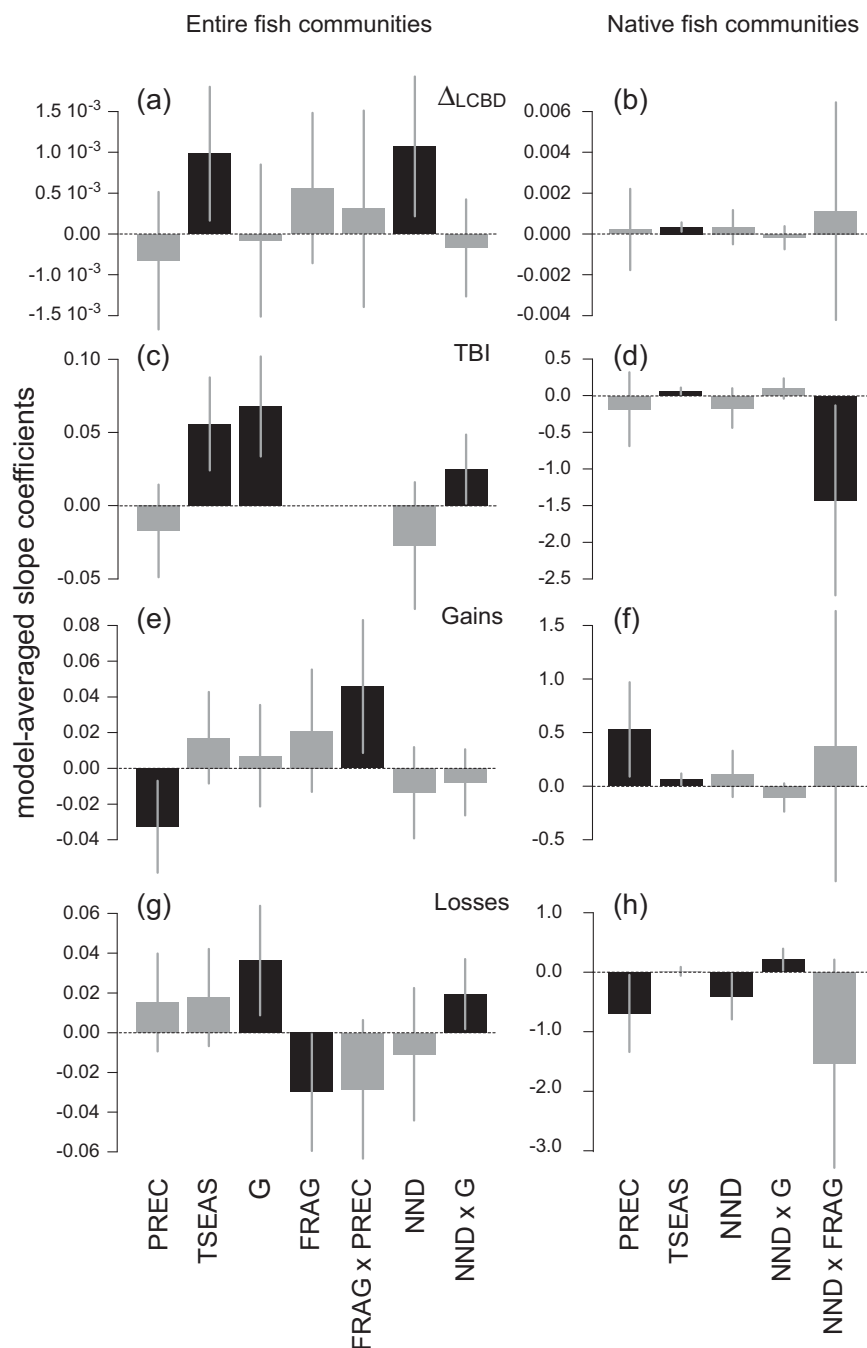 Entire fish communities
Native fish communities
model-averaged slope coefficients
(a)
ΔLCBD
1.5 10⁻³
1.0 10⁻³
0.5 10⁻³
0.00
-1.0 10⁻³
-1.5 10⁻³
(b)
0.006
0.004
0.002
0.000
-0.002
-0.004
(c)
TBI
0.10
0.05
0.00
-0.05
(d)
0.5
0.0
-0.5
-1.0
-1.5
-2.0
-2.5
(e)
Gains
0.08
0.06
0.04
0.02
0.00
-0.02
-0.04
(f)
1.5
1.0
0.5
0.0
-0.5
(g)
Losses
0.06
0.04
0.02
0.00
-0.02
-0.04
-0.06
(h)
1.0
0.0
-1.0
-2.0
-3.0
PREC
TSEAS
G
FRAG
FRAG x PREC
NND
NND x G
PREC
TSEAS
NND
NND x G
NND x FRAG